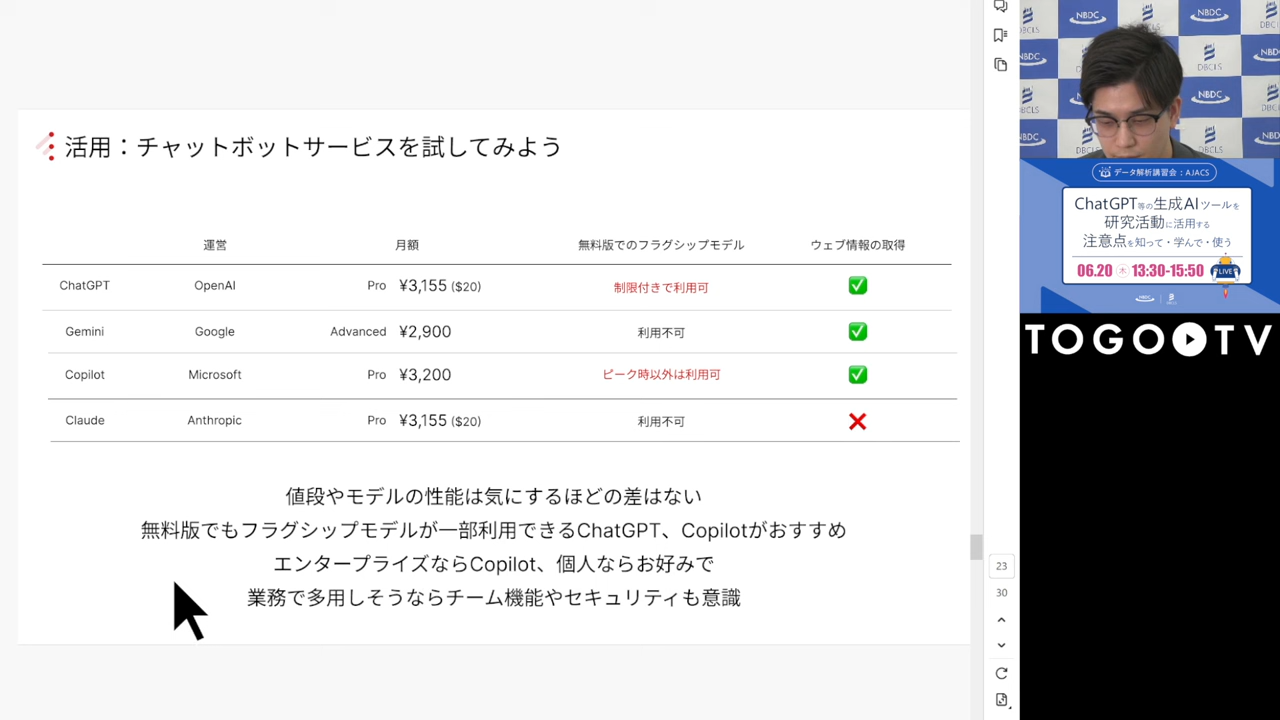 活用：チャットボットサービスを試してみよう
運営 月額 無料版でのフラグシップモデル ウェブ情報の取得
ChatGPT OpenAI Pro ¥3,155 ($20) 制限付きで利用可
Gemini Google Advanced ¥2,900 利用不可
Copilot Microsoft Pro ¥3,200 ピーク時以外は利用可
Claude Anthropic Pro ¥3,155 ($20) 利用不可
値段やモデルの性能は気にするほどの差はない
無料版でもフラグシップモデルが一部利用できるChatGPT、Copilotがおすすめ
エンタープライズならCopilot、個人ならお好みで
業務で多用しそうならチーム機能やセキュリティも意識
23
30
NBDC
NBDC
NBDC
NBDC
DBCLS
DBCLS
データ解析講習会：AJACS
ChatGPT等の生成AIツールを
研究活動に活用する
注意点を知って・学んで・使う
06.20 木 13:30-15:50
LIVE
NBDC
TOGO TV